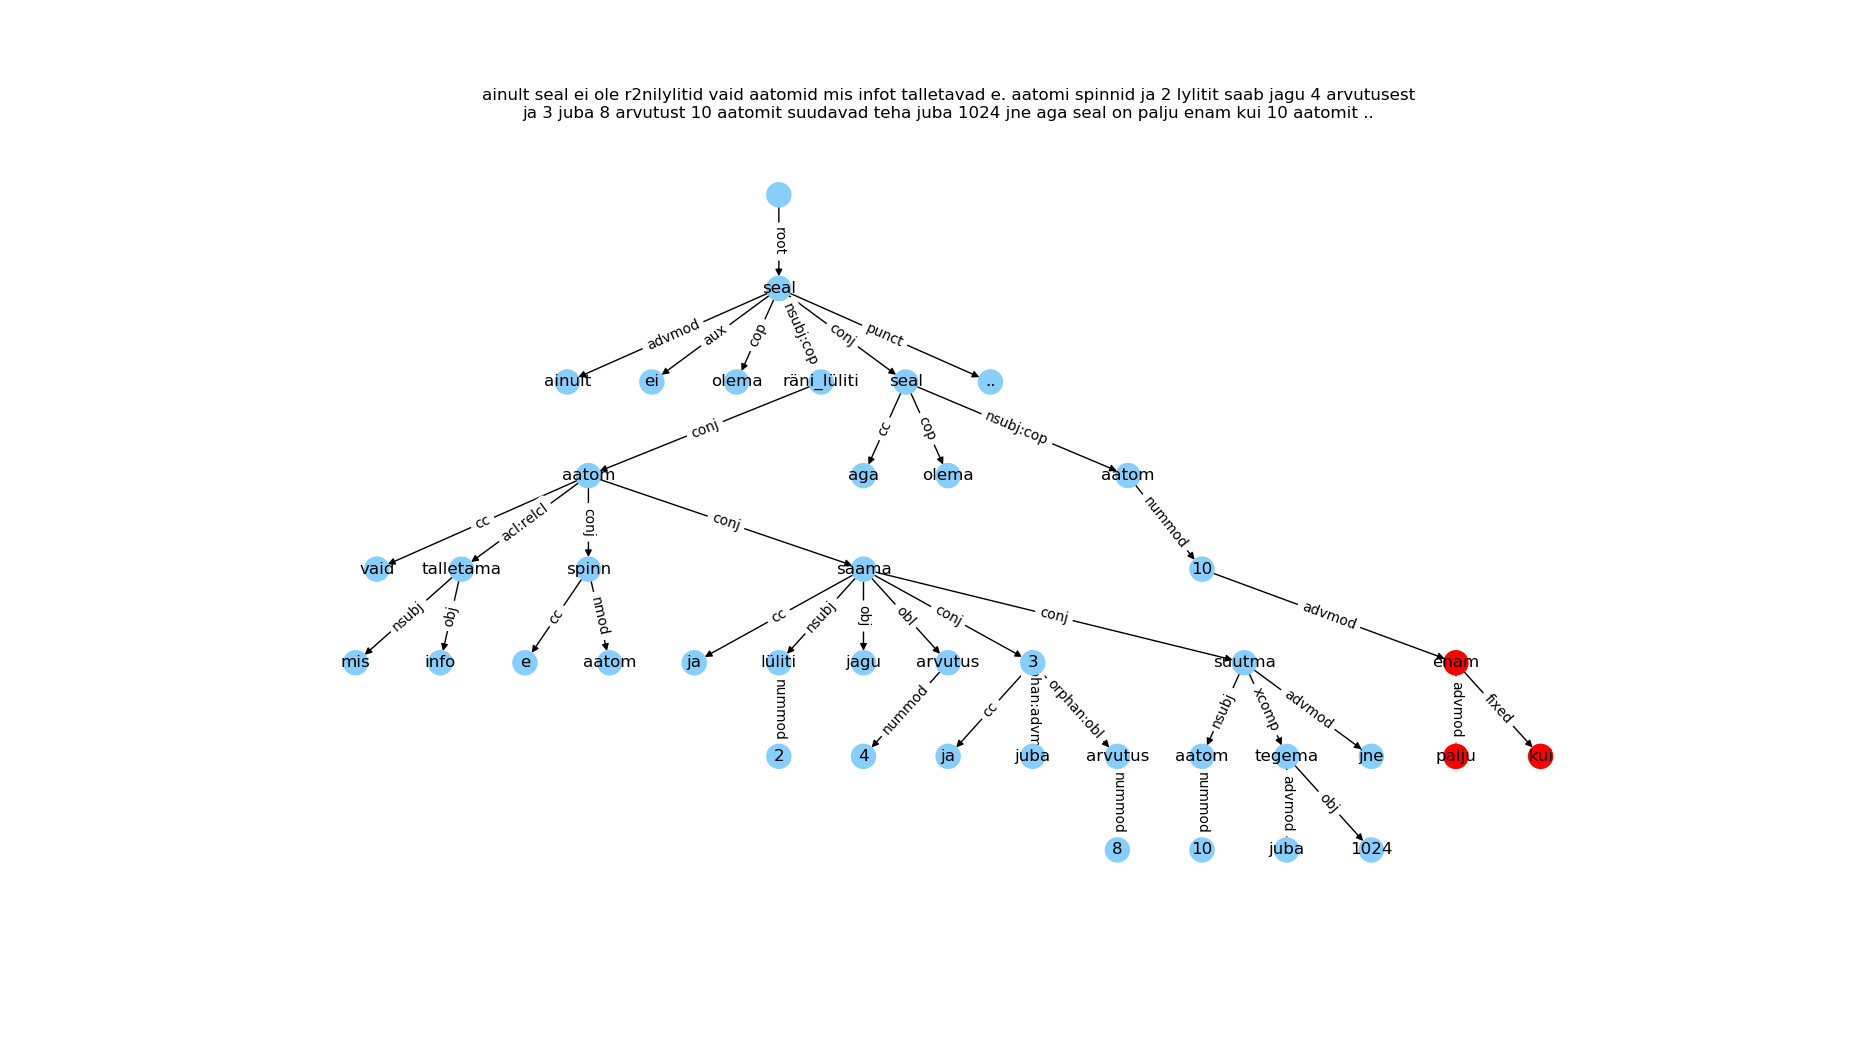 ainult seal ei ole r2nilylitid vaid aatomid mis infot talletavad e. aatomi spinnid ja 2 lylitit saab jagu 4 arvutusest
ja 3 juba 8 arvutust 10 aatomit suudavad teha juba 1024 jne aga seal on palju enam kui 10 aatomit ..
root
seal
advmod aux cop nsubj:cop conj punct
ainult ei olema räni_lüliti seal ..
conj cc cop nsubj:cop
aatom aga olema aatom
cc acl:relcl conj conj nummod
vaid talletama spinn saama 10
nsubj obj cc nmod cc nsubj obj obl conj conj advmod
mis info e aatom ja lüliti jagu arvutus 3 suutma enam
nummod nummod cc han:advm orphan:obl nsubj xcomp advmod advmod fixed
2 4 ja juba arvutus aatom tegema jne palju kui
nummod nummod advmod obj
8 10 juba 1024